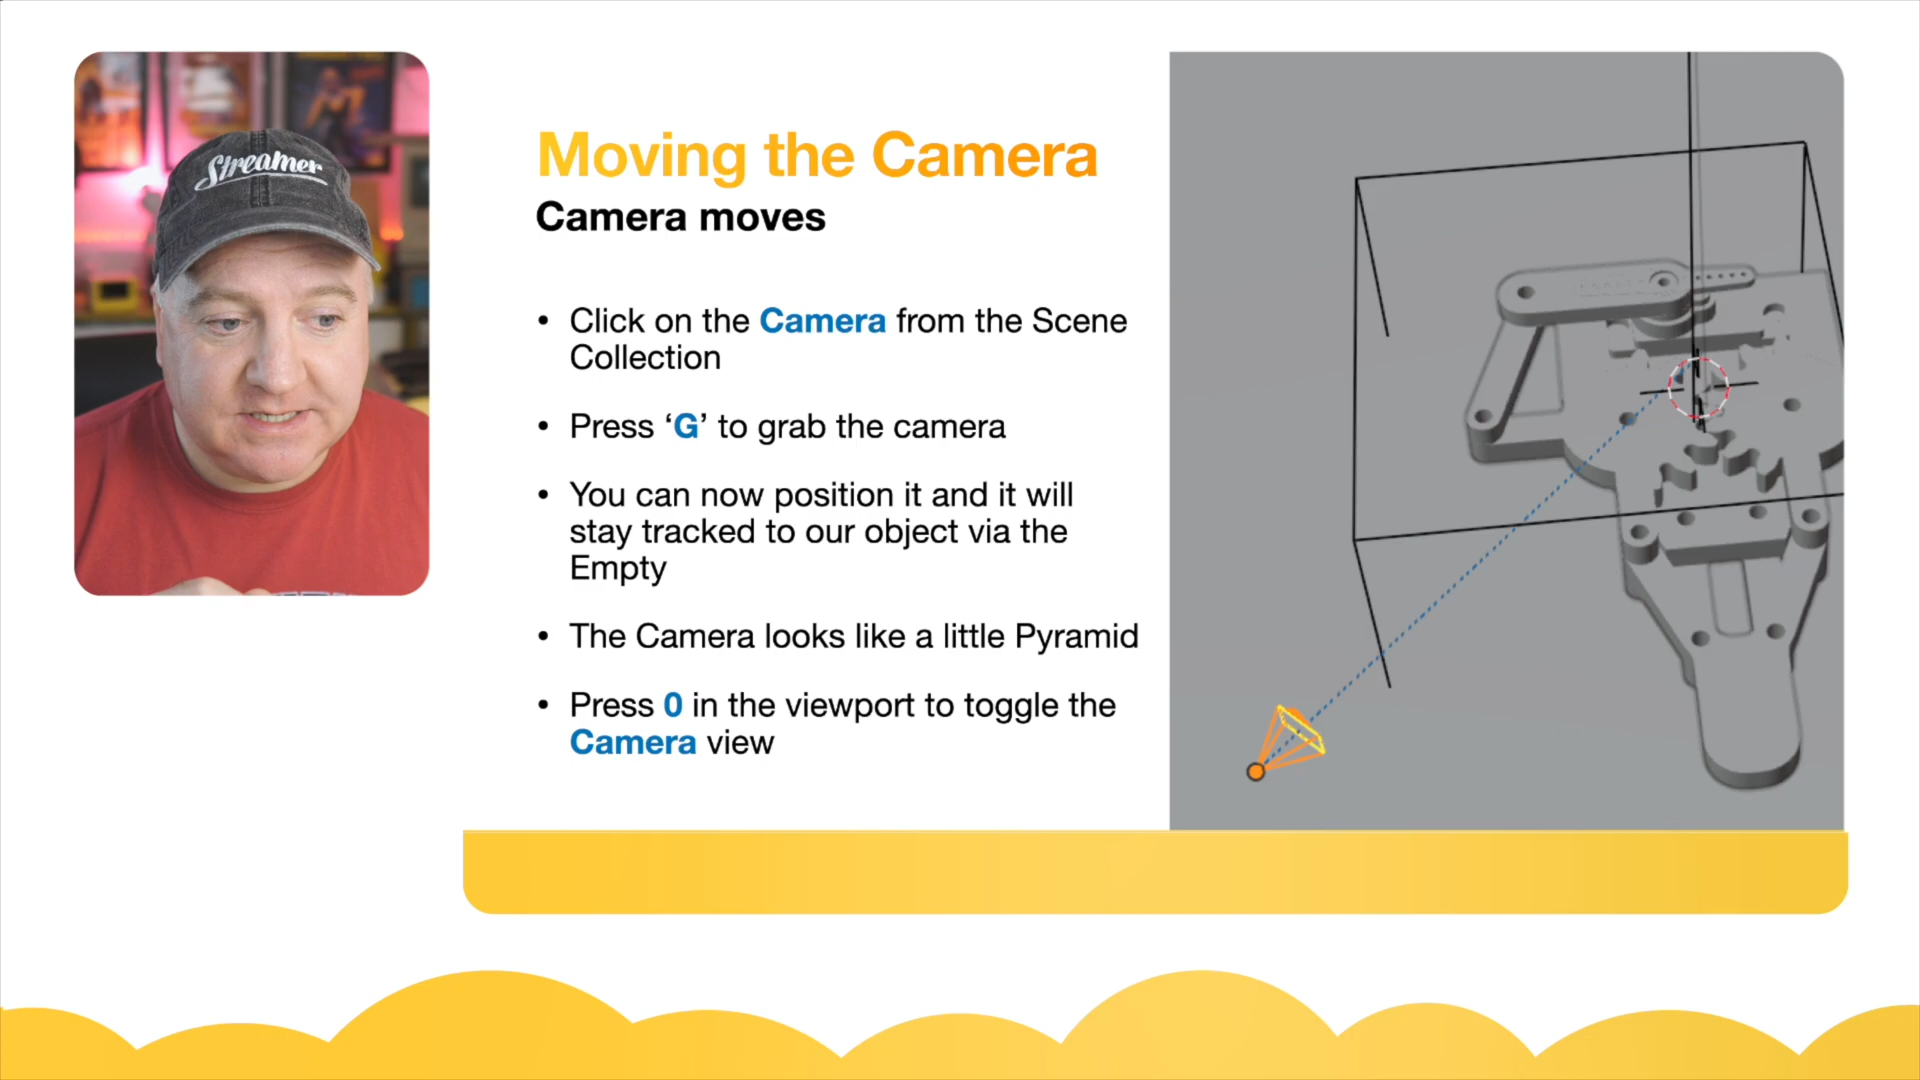 Streamer
Moving the Camera
Camera moves
• Click on the Camera from the Scene
Collection
• Press ‘G’ to grab the camera
• You can now position it and it will
stay tracked to our object via the
Empty
• The Camera looks like a little Pyramid
• Press 0 in the viewport to toggle the
Camera view